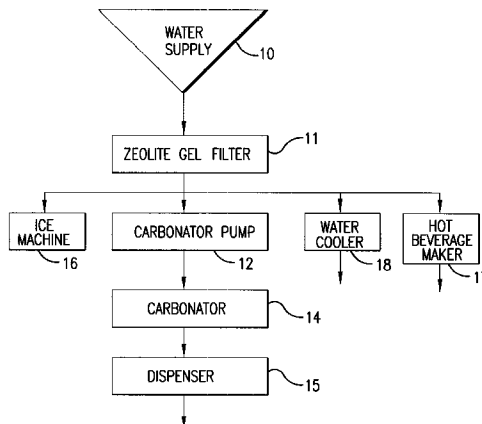 WATER
SUPPLY
10
ZEOLITE GEL FILTER
11
ICE
MACHINE
16
CARBONATOR PUMP
12
WATER
COOLER
18
HOT
BEVERAGE
MAKER
CARBONATOR
14
DISPENSER
15